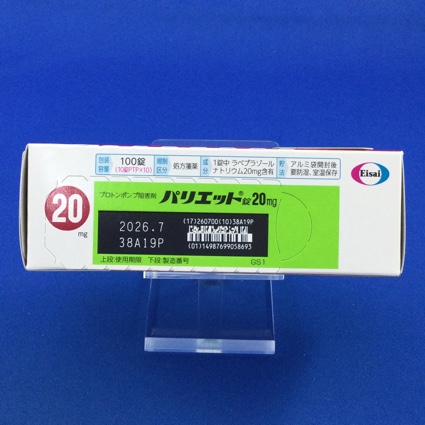 包装
容量
100錠
(10錠PTP×10)
規制
区分
処方箋薬
成分
1錠中 ラベプラゾール
ナトリウム20mg含有
貯法
アルミ袋開封後
要防湿、室温保存
Eisai
プロトンポンプ阻害剤
パリエット®錠20mg
20
mg
2026.7
38A19P
(17)260700(10)38A19P
(01)14987699058693
上段:使用期限 下段:製造番号
GS1